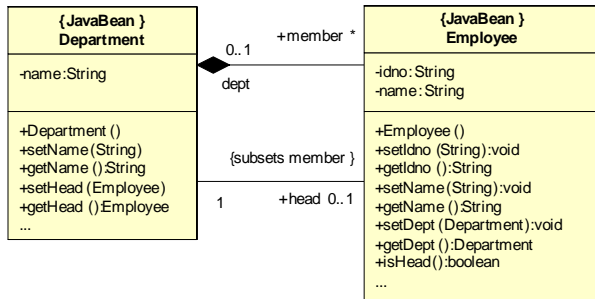 {JavaBean }
Department
-name:String
+Department ()
+setName (String)
+getName ():String
+setHead (Employee)
+getHead ():Employee
...
+member *
0..1
dept
{subsets member }
1
+head 0..1
{JavaBean }
Employee
-idno: String
-name: String
+Employee ()
+setIdno (String):void
+getIdno ():String
+setName (String):void
+getName ():String
+setDept (Department):void
+getDept ():Department
+isHead():boolean
...